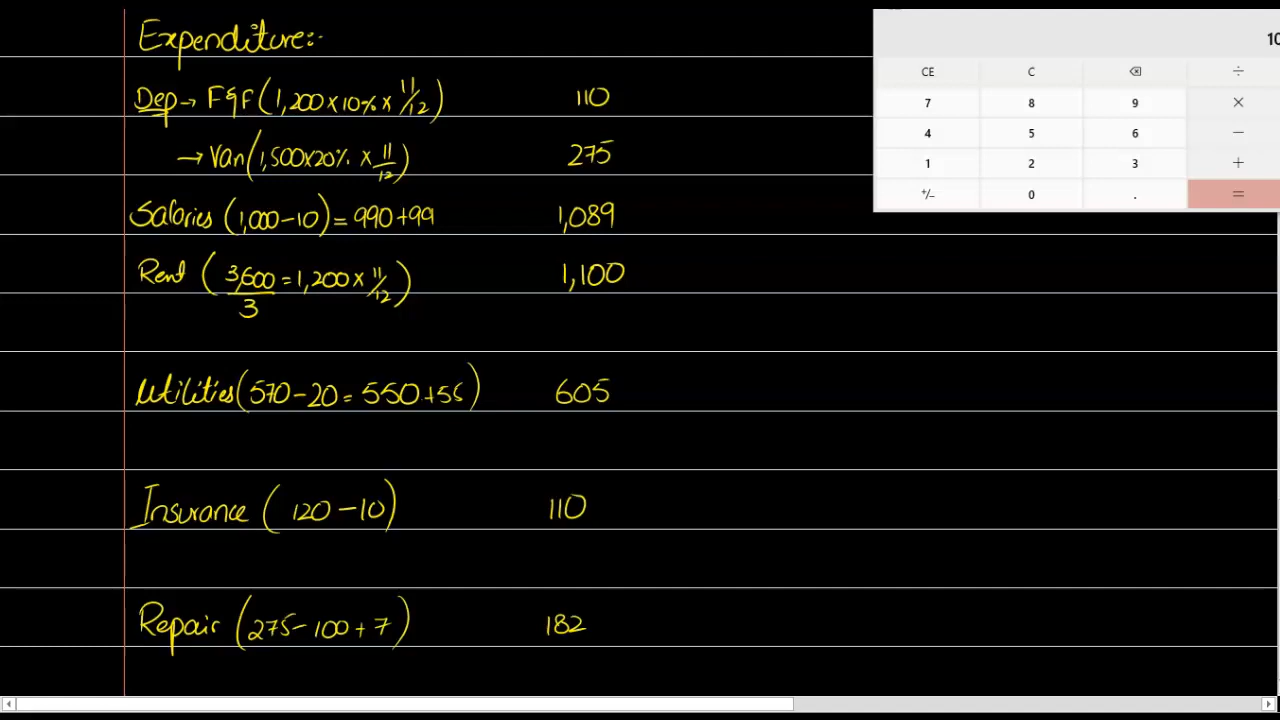 Expenditure:-
Dep → F&F (1,200 x 10% x 11/12) 110
→ Van (1,500x20% x 11/12) 275
Salaries (1,000-10) = 990+99 1,089
Rent (3,600/3 = 1,200 x 11/12) 1,100
Utilities (570-20 = 550+55) 605
Insurance (120-10) 110
Repair (275-100+7) 182
10
CE C ÷
7 8 9 ×
4 5 6 −
1 2 3 +
+/− 0 . =